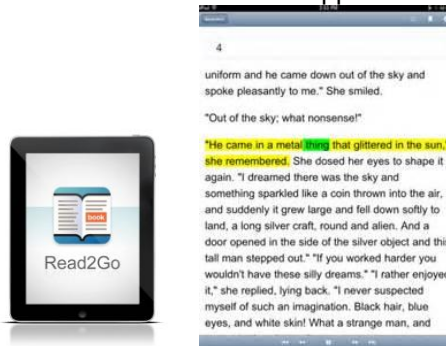 book
Read2Go
4
uniform and he came down out of the sky and
spoke pleasantly to me." She smiled.
"Out of the sky; what nonsense!"
"He came in a metal thing that glittered in the sun,"
she remembered. She dosed her eyes to shape it
again. "I dreamed there was the sky and
something sparkled like a coin thrown into the air,
and suddenly it grew large and fell down softly to
land, a long silver craft, round and alien. And a
door opened in the side of the silver object and this
tall man stepped out." "If you worked harder you
wouldn't have these silly dreams." "I rather enjoyed
it," she replied, lying back. "I never suspected
myself of such an imagination. Black hair, blue
eyes, and white skin! What a strange man, and